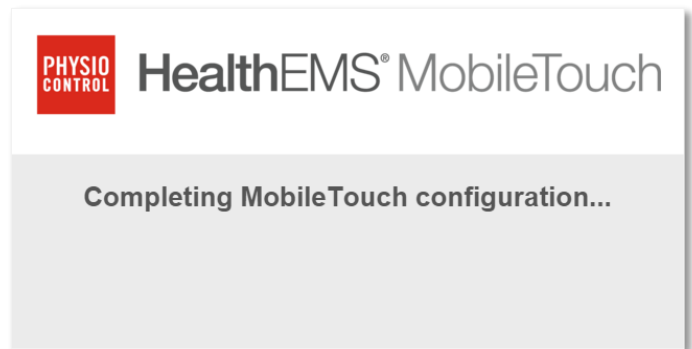 PHYSIO
CONTROL
HealthEMS® MobileTouch
Completing MobileTouch configuration...